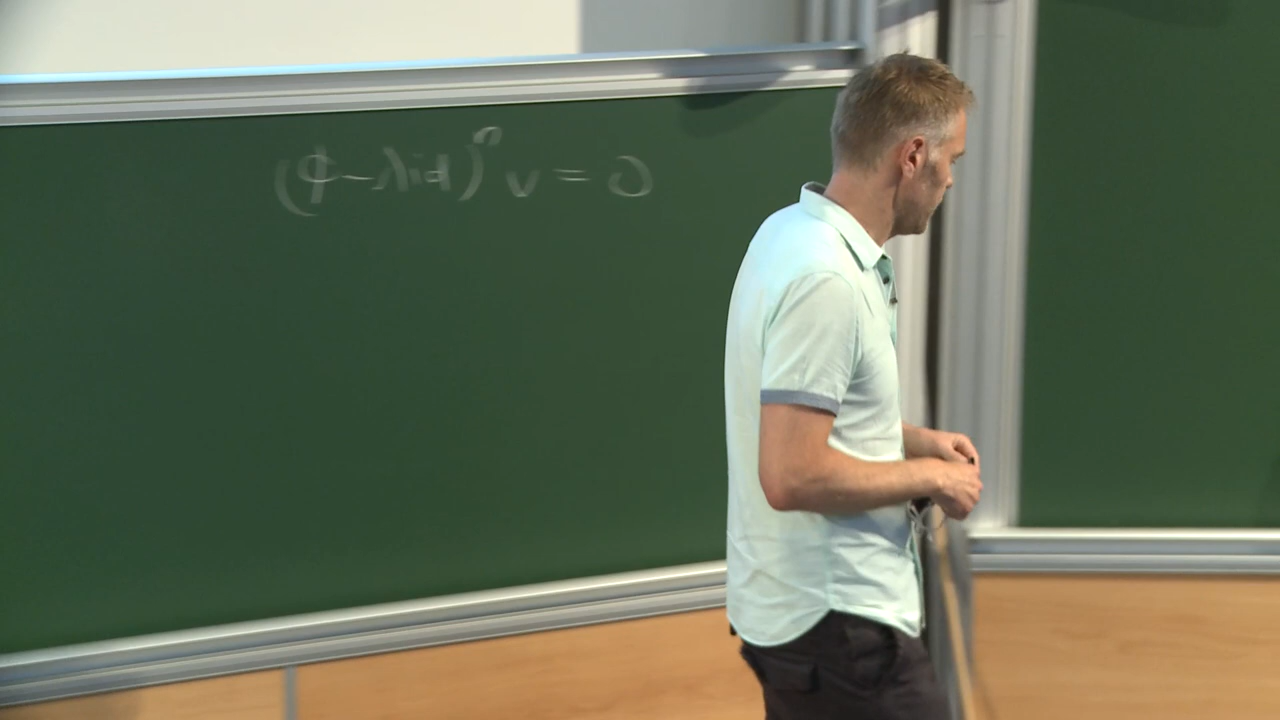 (φ-λid)ⁿ v = 0